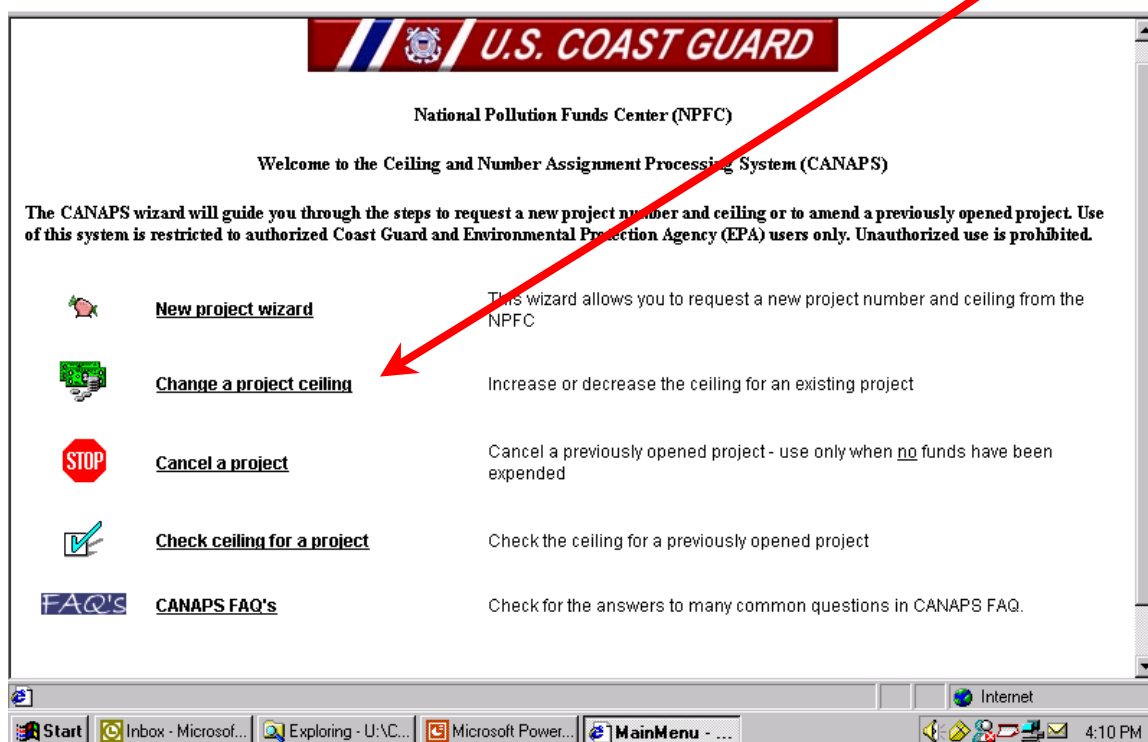 U.S. COAST GUARD
National Pollution Funds Center (NPFC)
Welcome to the Ceiling and Number Assignment Processing System (CANAPS)
The CANAPS wizard will guide you through the steps to request a new project number and ceiling or to amend a previously opened project. Use
of this system is restricted to authorized Coast Guard and Environmental Protection Agency (EPA) users only. Unauthorized use is prohibited.
New project wizard
This wizard allows you to request a new project number and ceiling from the
NPFC
Change a project ceiling
Increase or decrease the ceiling for an existing project
STOP
Cancel a project
Cancel a previously opened project - use only when no funds have been
expended
Check ceiling for a project
Check the ceiling for a previously opened project
FAQ's
CANAPS FAQ's
Check for the answers to many common questions in CANAPS FAQ.
Internet
Start
Inbox - Microsof...
Exploring - U:\C...
Microsoft Power...
MainMenu - ...
4:10 PM